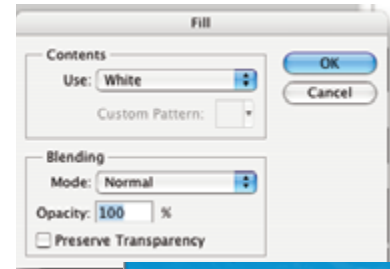 Fill
Contents
Use: White
Custom Pattern:
OK
Cancel
Blending
Mode: Normal
Opacity: 100 %
Preserve Transparency